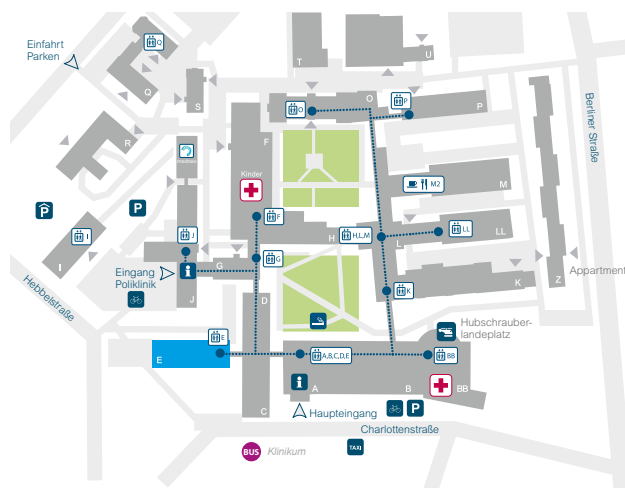 Einfahrt
Parken
Q
Q
S
T
U
O
O
P
P
R
F
Kinder
M2
M
F
J
I
I
H
H,L,M
L
LL
LL
G
G
K
K
Z
Eingang
Poliklinik
J
D
Berliner Straße
Appartment
Hebbelstraße
Hubschrauber-
landeplatz
E
E
A,B,C,D,E
BB
A
B
BB
C
P
P
P
Haupteingang
Charlottenstraße
BUS
Klinikum
TAXI